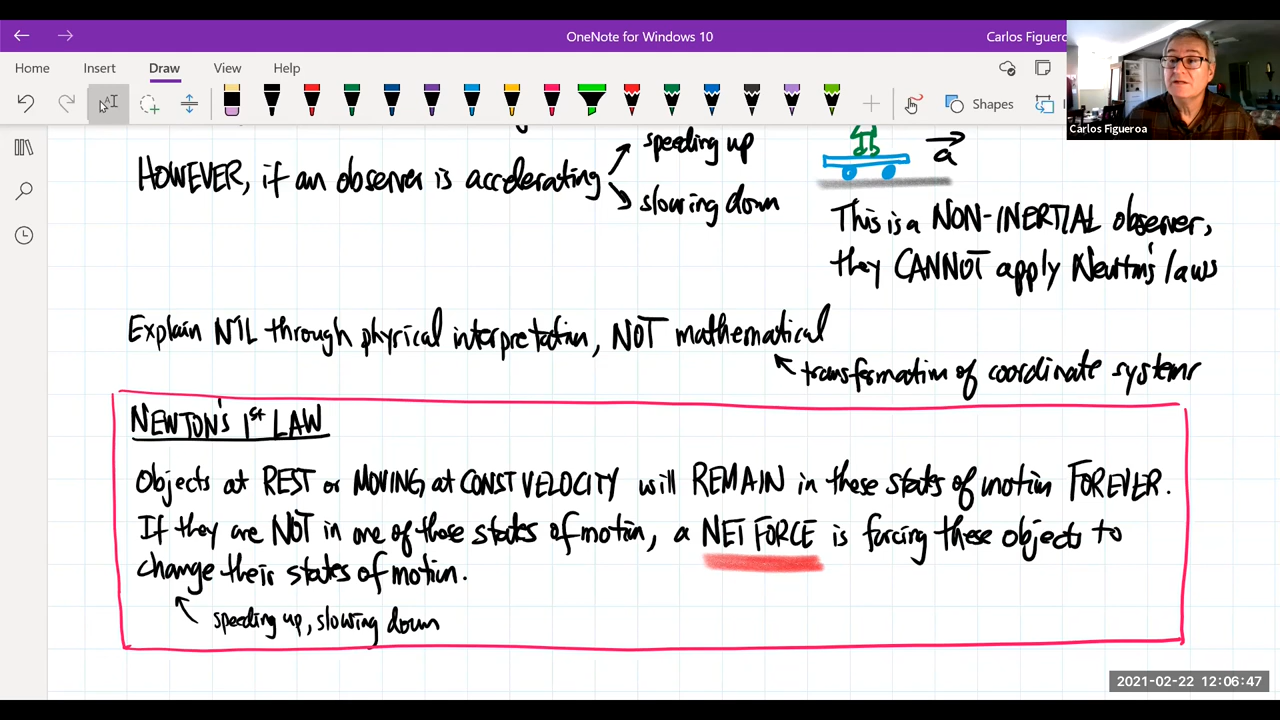 OneNote for Windows 10
Carlos Figueroa
Home Insert Draw View Help
Shapes
Carlos Figueroa
speeding up
HOWEVER, if an observer is accelerating
a
slowing down
This is a NON-INERTIAL observer,
they CANNOT apply Newton's laws
Explain N1L through physical interpretation, NOT mathematical
transformation of coordinate systems
NEWTON'S 1st LAW
Objects at REST or MOVING at CONST VELOCITY will REMAIN in these states of motion FOREVER.
If they are NOT in one of those states of motion, a NET FORCE is forcing these objects to
change their states of motion.
speeding up, slowing down
2021-02-22 12:06:47